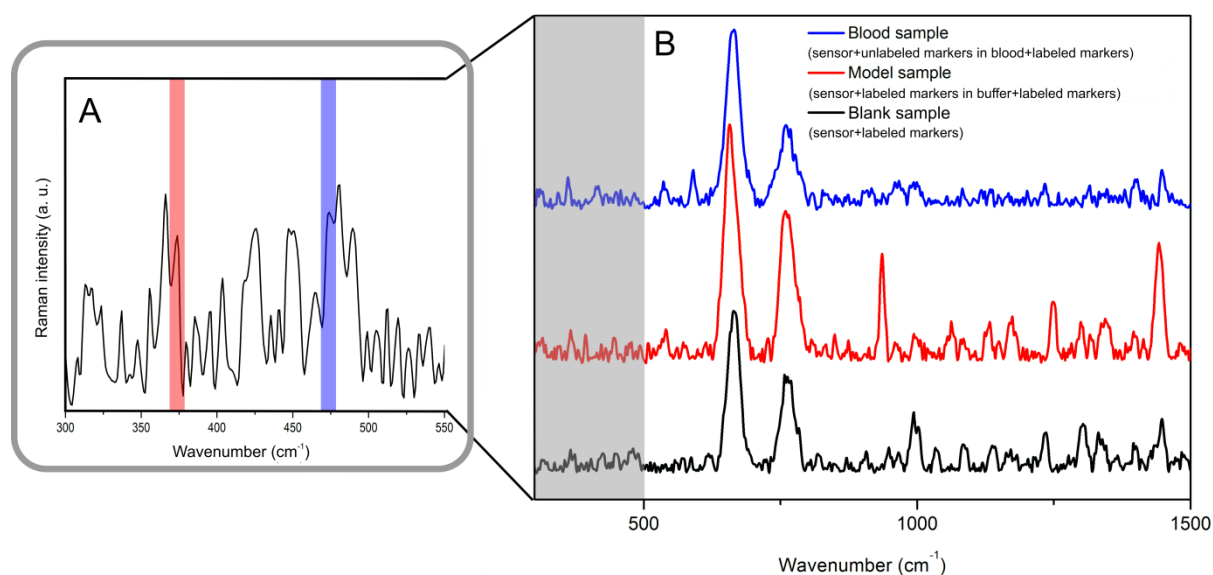 A
Raman intensity (a. u.)
300 350 400 450 500 550
Wavenumber (cm⁻¹)
B
Blood sample
(sensor+unlabeled markers in blood+labeled markers)
Model sample
(sensor+labeled markers in buffer+labeled markers)
Blank sample
(sensor+labeled markers)
500 1000 1500
Wavenumber (cm⁻¹)